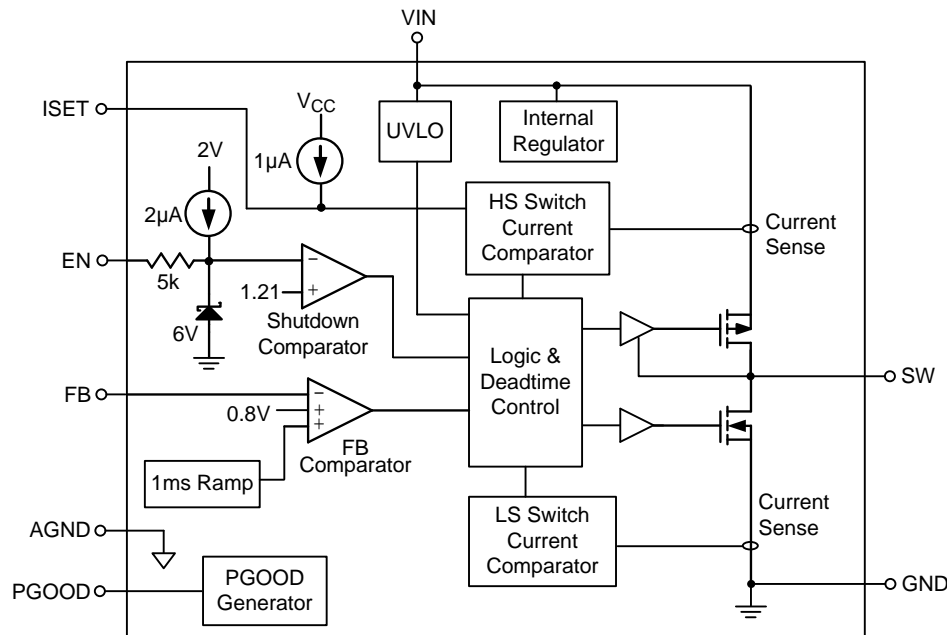 VIN
ISET
V_CC
1µA
UVLO
Internal
Regulator
2V
2µA
HS Switch
Current
Comparator
Current
Sense
EN
5k
6V
1.21
−
+
Shutdown
Comparator
Logic &
Deadtime
Control
SW
FB
0.8V
−
+
+
FB
Comparator
1ms Ramp
LS Switch
Current
Comparator
Current
Sense
AGND
PGOOD
PGOOD
Generator
GND